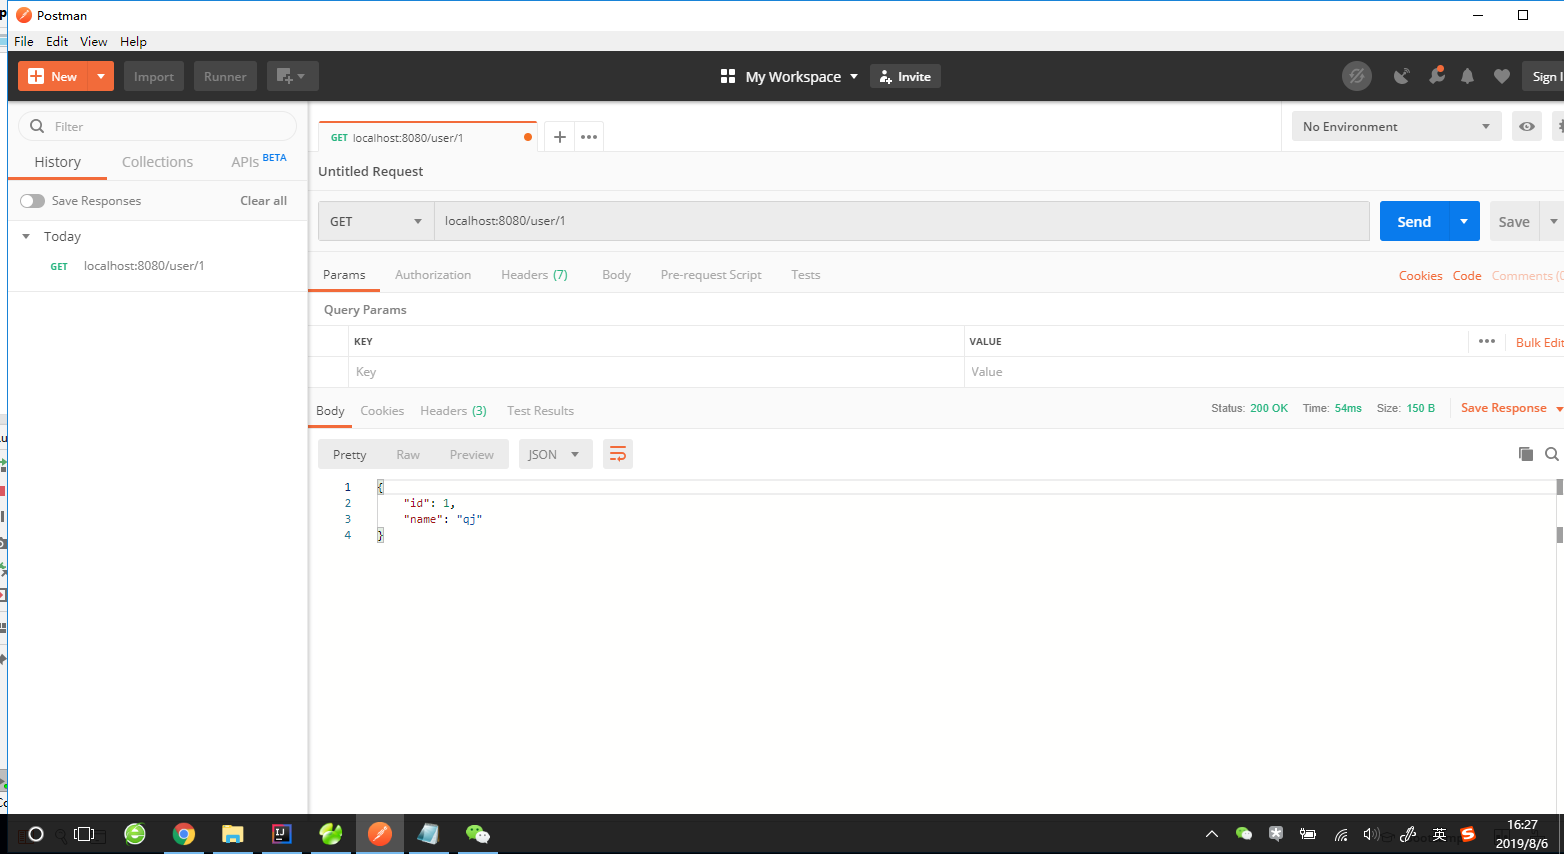 Postman
File Edit View Help
New Import Runner My Workspace Invite Sign I
Filter
History Collections APIs BETA
Save Responses Clear all
Today
GET localhost:8080/user/1
GET localhost:8080/user/1
No Environment
Untitled Request
GET localhost:8080/user/1 Send Save
Params Authorization Headers (7) Body Pre-request Script Tests Cookies Code Comments (0
Query Params
KEY VALUE Bulk Edit
Key Value
Body Cookies Headers (3) Test Results Status: 200 OK Time: 54ms Size: 150 B Save Response
Pretty Raw Preview JSON
1 {
2 "id": 1,
3 "name": "qj"
4 }
英
16:27
2019/8/6